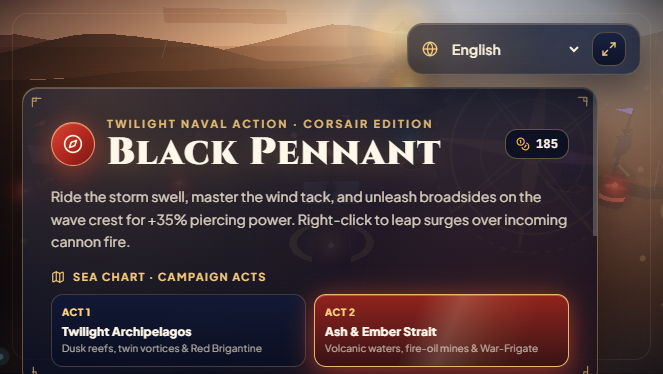 English
TWILIGHT NAVAL ACTION · CORSAIR EDITION
BLACK PENNANT
185
Ride the storm swell, master the wind tack, and unleash broadsides on the
wave crest for +35% piercing power. Right-click to leap surges over incoming
cannon fire.
SEA CHART · CAMPAIGN ACTS
ACT 1
Twilight Archipelagos
Dusk reefs, twin vortices & Red Brigantine
ACT 2
Ash & Ember Strait
Volcanic waters, fire-oil mines & War-Frigate